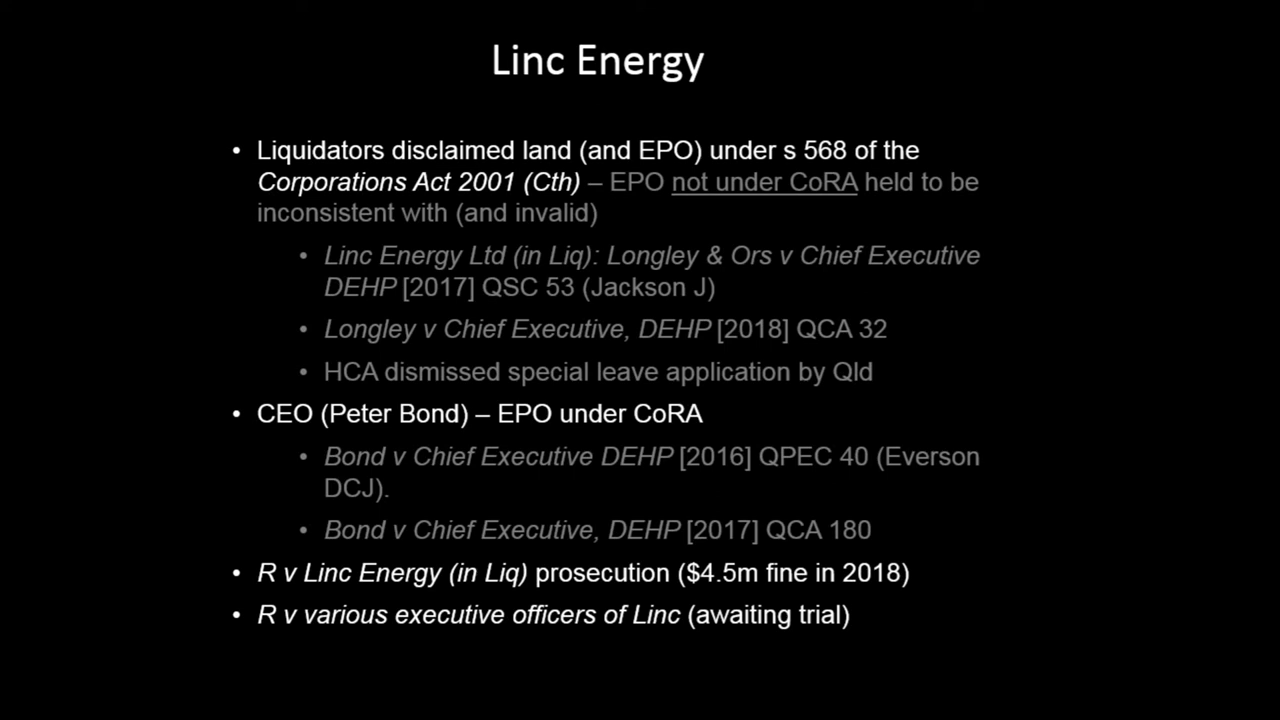 Linc Energy
• Liquidators disclaimed land (and EPO) under s 568 of the
Corporations Act 2001 (Cth) – EPO not under CoRA held to be
inconsistent with (and invalid)
• Linc Energy Ltd (in Liq): Longley & Ors v Chief Executive
DEHP [2017] QSC 53 (Jackson J)
• Longley v Chief Executive, DEHP [2018] QCA 32
• HCA dismissed special leave application by Qld
• CEO (Peter Bond) – EPO under CoRA
• Bond v Chief Executive DEHP [2016] QPEC 40 (Everson
DCJ).
• Bond v Chief Executive, DEHP [2017] QCA 180
• R v Linc Energy (in Liq) prosecution ($4.5m fine in 2018)
• R v various executive officers of Linc (awaiting trial)